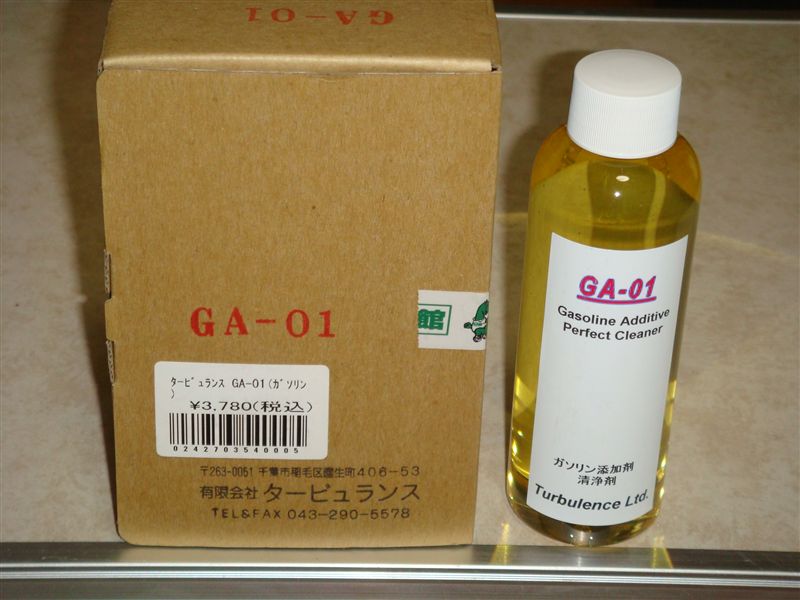 GA-01
GA-01
館
ﾀｰﾋﾞｭﾗﾝｽ GA-01(ｶﾞｿﾘﾝ
)
¥3,780(税込)
0242703540005
〒263-0051 千葉市稲毛区園生町406-53
有限会社 タービュランス
TEL&FAX 043-290-5578
GA-01
Gasoline Additive
Perfect Cleaner
ガソリン添加剤
清浄剤
Turbulence Ltd.